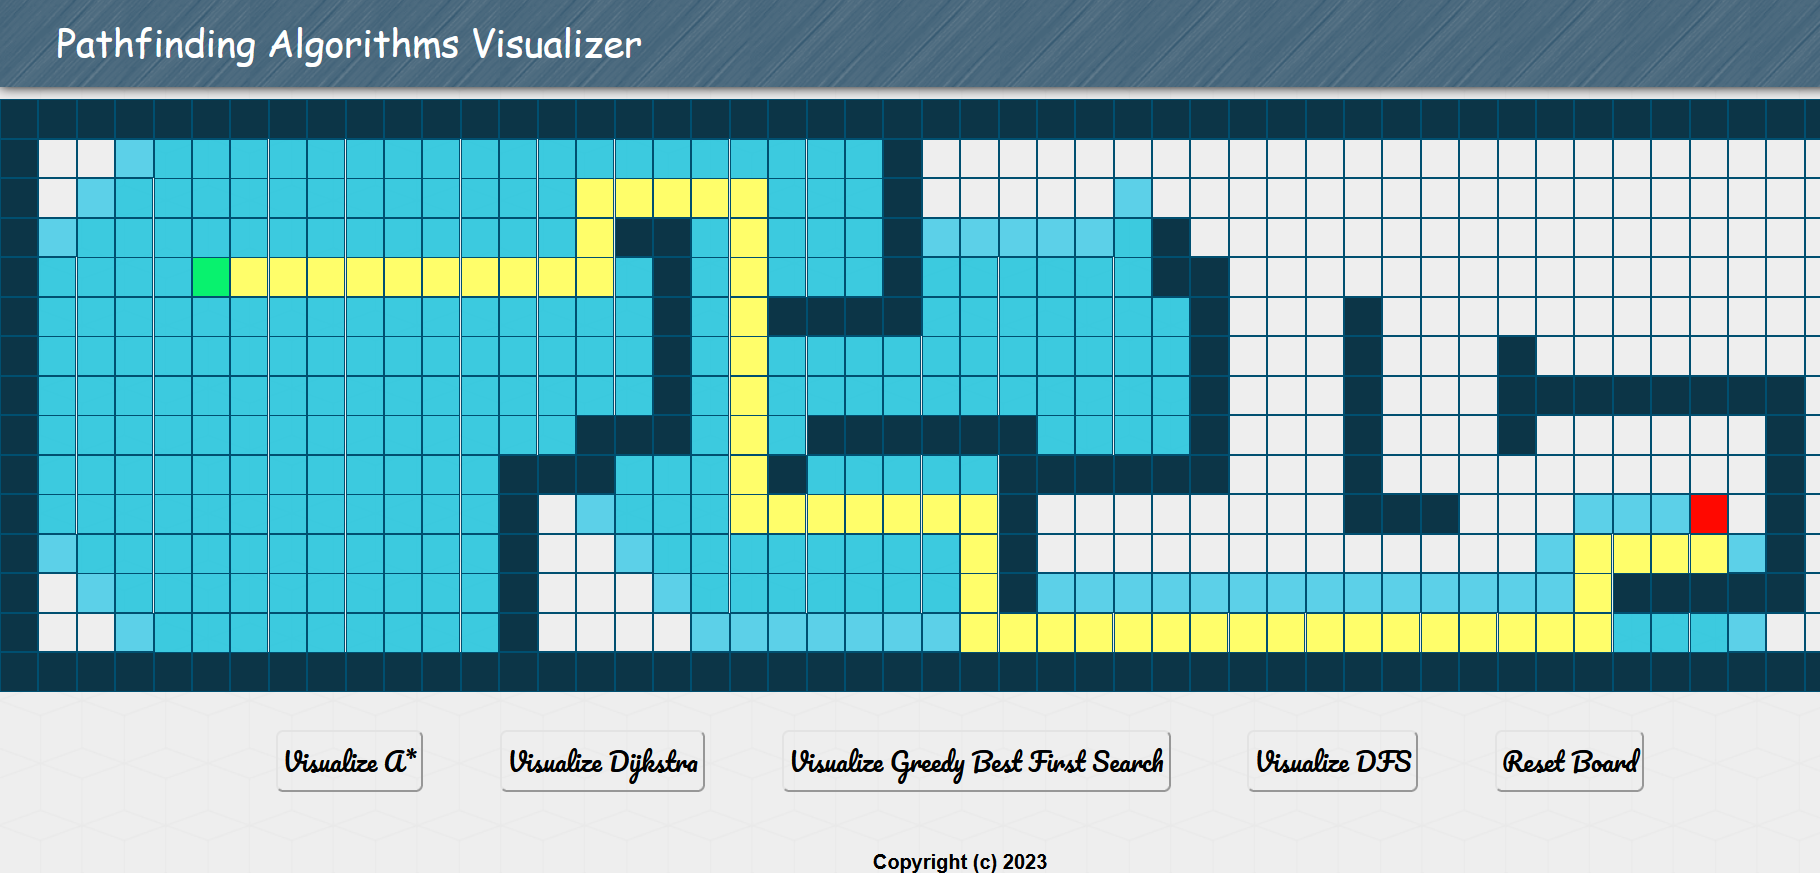 Pathfinding Algorithms Visualizer
Visualize A*
Visualize Dijkstra
Visualize Greedy Best First Search
Visualize DFS
Reset Board
Copyright (c) 2023